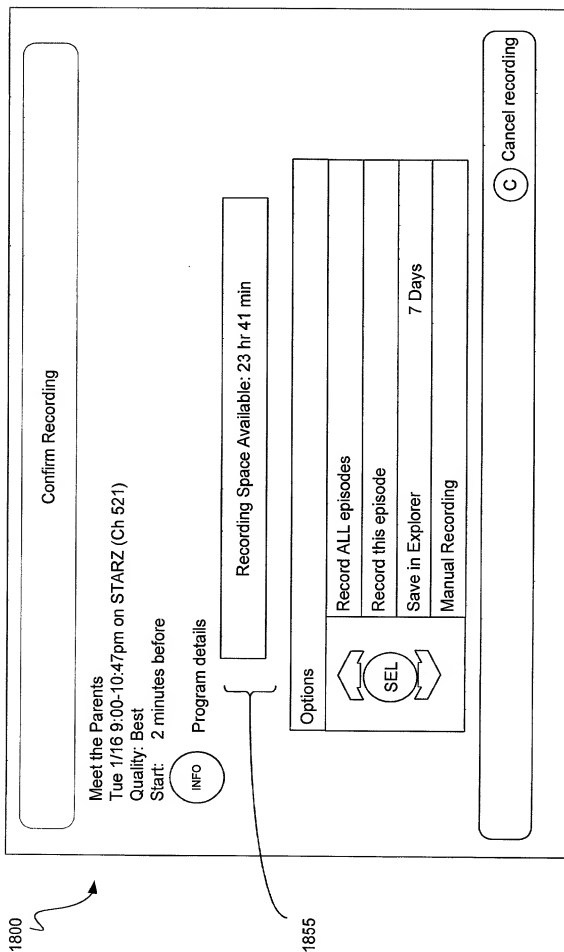 1800
Confirm Recording
Meet the Parents
Tue 1/16 9:00-10:47pm on STARZ (Ch 521)
Quality: Best
Start: 2 minutes before
INFO Program details
1855
Recording Space Available: 23 hr 41 min
Options
Record ALL episodes
Record this episode
SEL
Save in Explorer 7 Days
Manual Recording
C Cancel recording